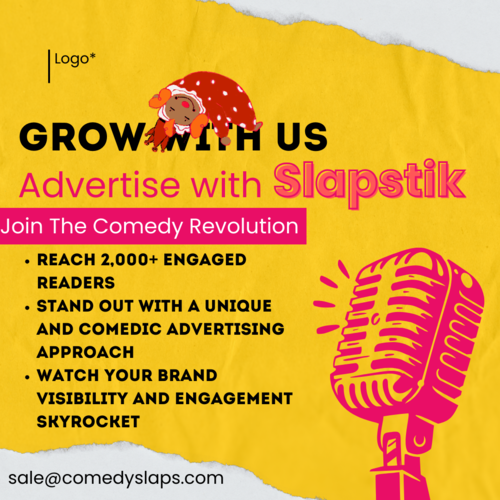 Logo*
GROW WITH US
Advertise with Slapstik
Join The Comedy Revolution
• REACH 2,000+ ENGAGED
READERS
• STAND OUT WITH A UNIQUE
AND COMEDIC ADVERTISING
APPROACH
• WATCH YOUR BRAND
VISIBILITY AND ENGAGEMENT
SKYROCKET
sale@comedyslaps.com